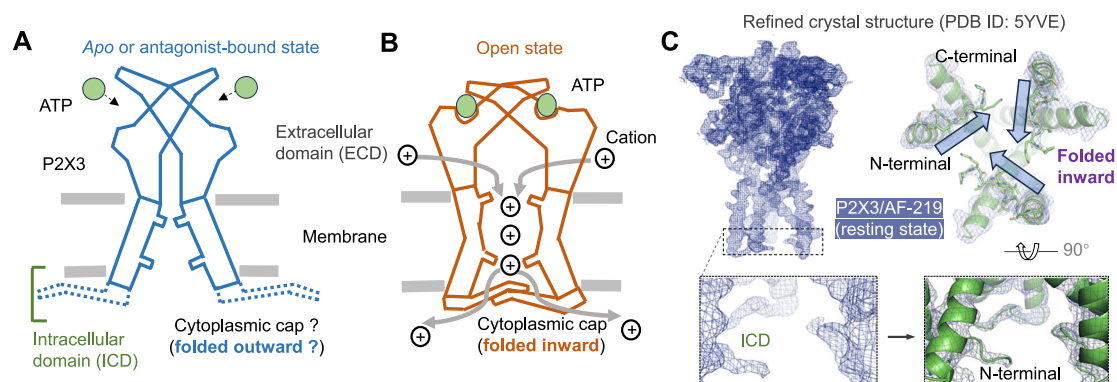 A
Apo or antagonist-bound state
ATP
P2X3
Intracellular
domain (ICD)
Cytoplasmic cap ?
(folded outward ?)
B
Open state
ATP
Extracellular
domain (ECD)
Cation
+
+
+
+
+
Membrane
+
+
Cytoplasmic cap
(folded inward)
Refined crystal structure (PDB ID: 5YVE)
C
C-terminal
N-terminal
Folded
inward
P2X3/AF-219
(resting state)
90°
ICD
N-terminal